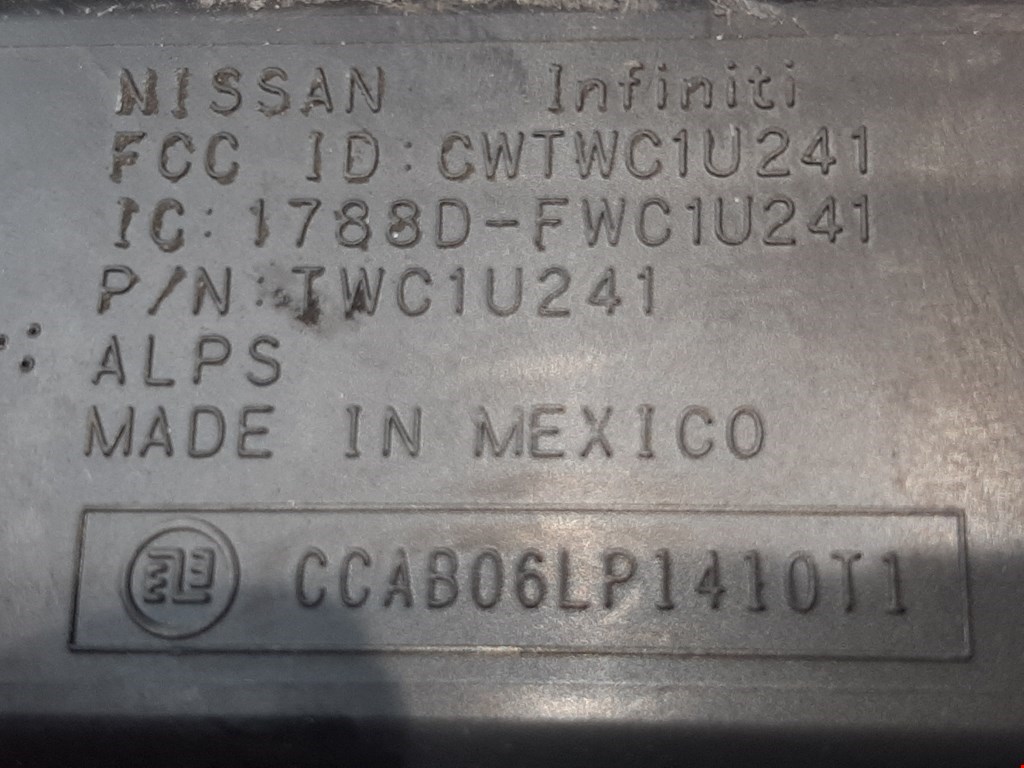 NISSAN Infiniti
FCC ID:CWTWC1U241
IC:1788D-FWC1U241
P/N:TWC1U241
ALPS
MADE IN MEXICO
CCAB06LP1410T1